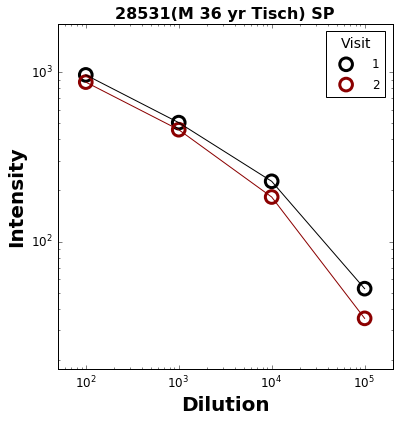 28531(M 36 yr Tisch) SP
Visit
1
2
10³
10²
Intensity
10² 10³ 10⁴ 10⁵
Dilution